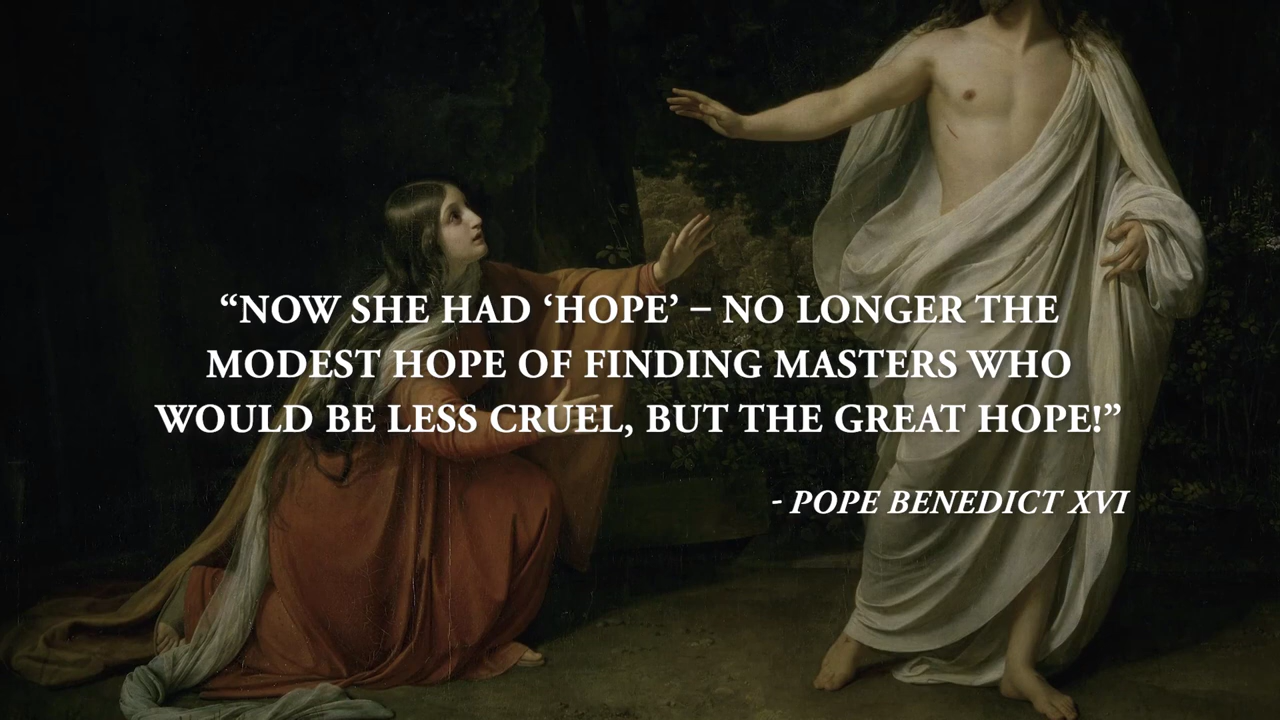 “NOW SHE HAD ‘HOPE’ – NO LONGER THE
MODEST HOPE OF FINDING MASTERS WHO
WOULD BE LESS CRUEL, BUT THE GREAT HOPE!”
- POPE BENEDICT XVI